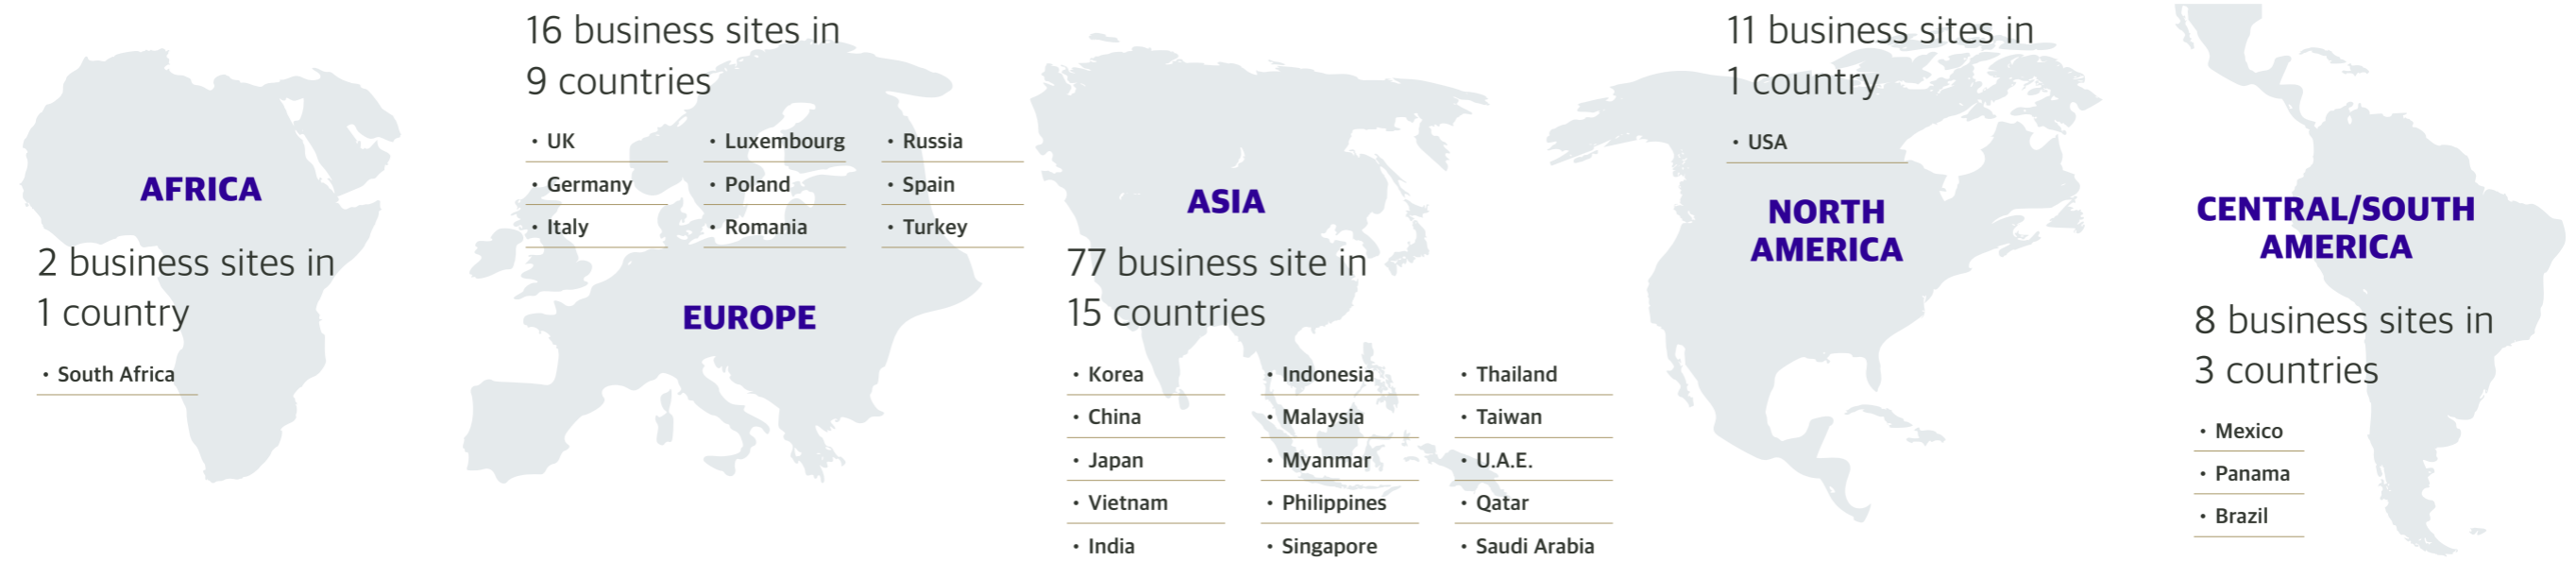 AFRICA
2 business sites in
1 country
• South Africa
16 business sites in
9 countries
• UK
• Germany
• Italy
• Luxembourg
• Poland
• Romania
• Russia
• Spain
• Turkey
EUROPE
ASIA
77 business site in
15 countries
• Korea
• China
• Japan
• Vietnam
• India
• Indonesia
• Malaysia
• Myanmar
• Philippines
• Singapore
• Thailand
• Taiwan
• U.A.E.
• Qatar
• Saudi Arabia
11 business sites in
1 country
• USA
NORTH
AMERICA
CENTRAL/SOUTH
AMERICA
8 business sites in
3 countries
• Mexico
• Panama
• Brazil